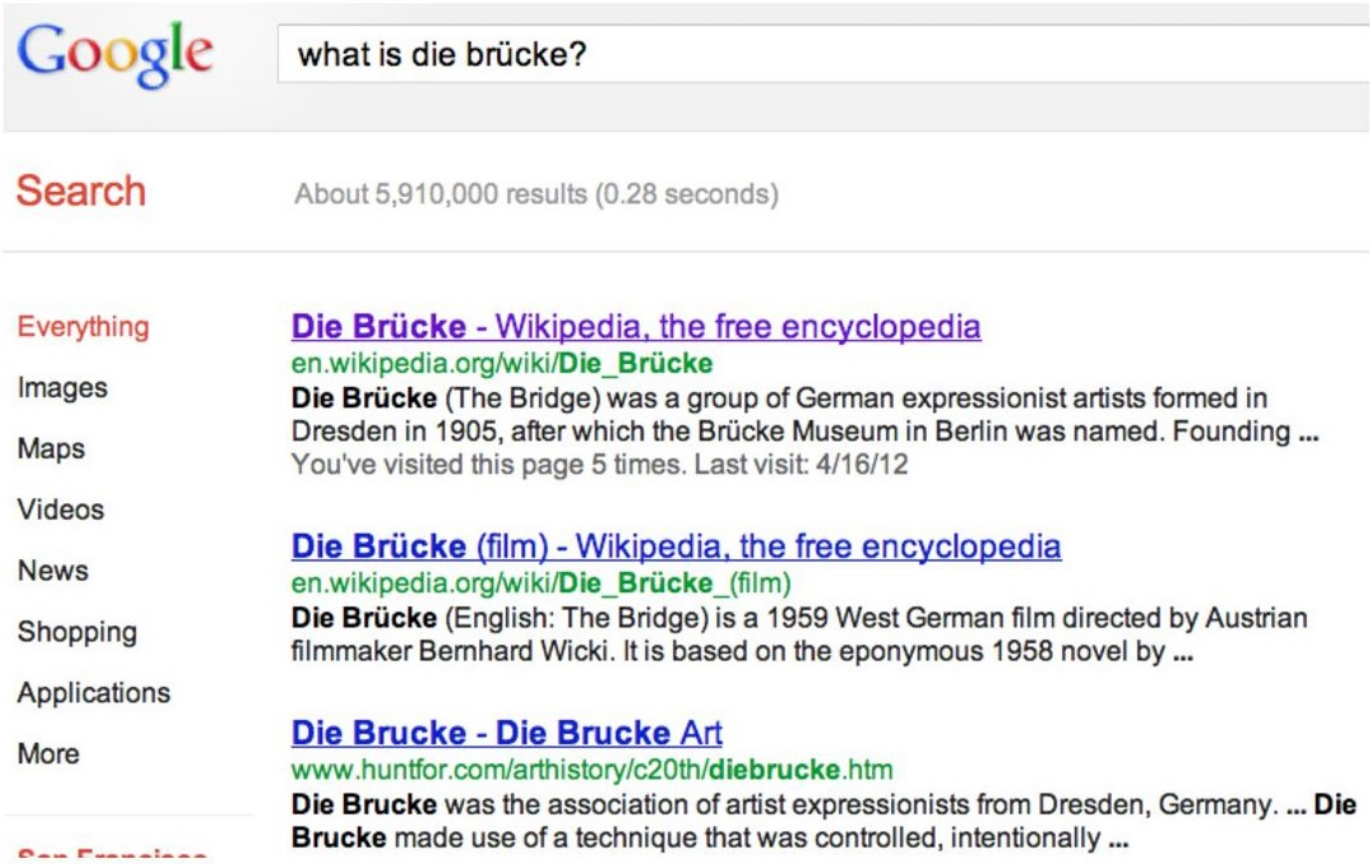 Google
what is die brücke?
Search
About 5,910,000 results (0.28 seconds)
Everything
Images
Maps
Videos
News
Shopping
Applications
More
Die Brücke - Wikipedia, the free encyclopedia
en.wikipedia.org/wiki/Die_Brücke
Die Brücke (The Bridge) was a group of German expressionist artists formed in
Dresden in 1905, after which the Brücke Museum in Berlin was named. Founding ...
You've visited this page 5 times. Last visit: 4/16/12
Die Brücke (film) - Wikipedia, the free encyclopedia
en.wikipedia.org/wiki/Die_Brücke_(film)
Die Brücke (English: The Bridge) is a 1959 West German film directed by Austrian
filmmaker Bernhard Wicki. It is based on the eponymous 1958 novel by ...
Die Brucke - Die Brucke Art
www.huntfor.com/arthistory/c20th/diebrucke.htm
Die Brucke was the association of artist expressionists from Dresden, Germany. ... Die
Brucke made use of a technique that was controlled, intentionally ...